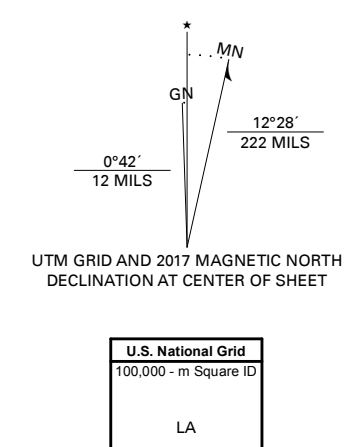 ★
MN
GN
12°28´
222 MILS
0°42´
12 MILS
UTM GRID AND 2017 MAGNETIC NORTH
DECLINATION AT CENTER OF SHEET
U.S. National Grid
100,000 - m Square ID
LA